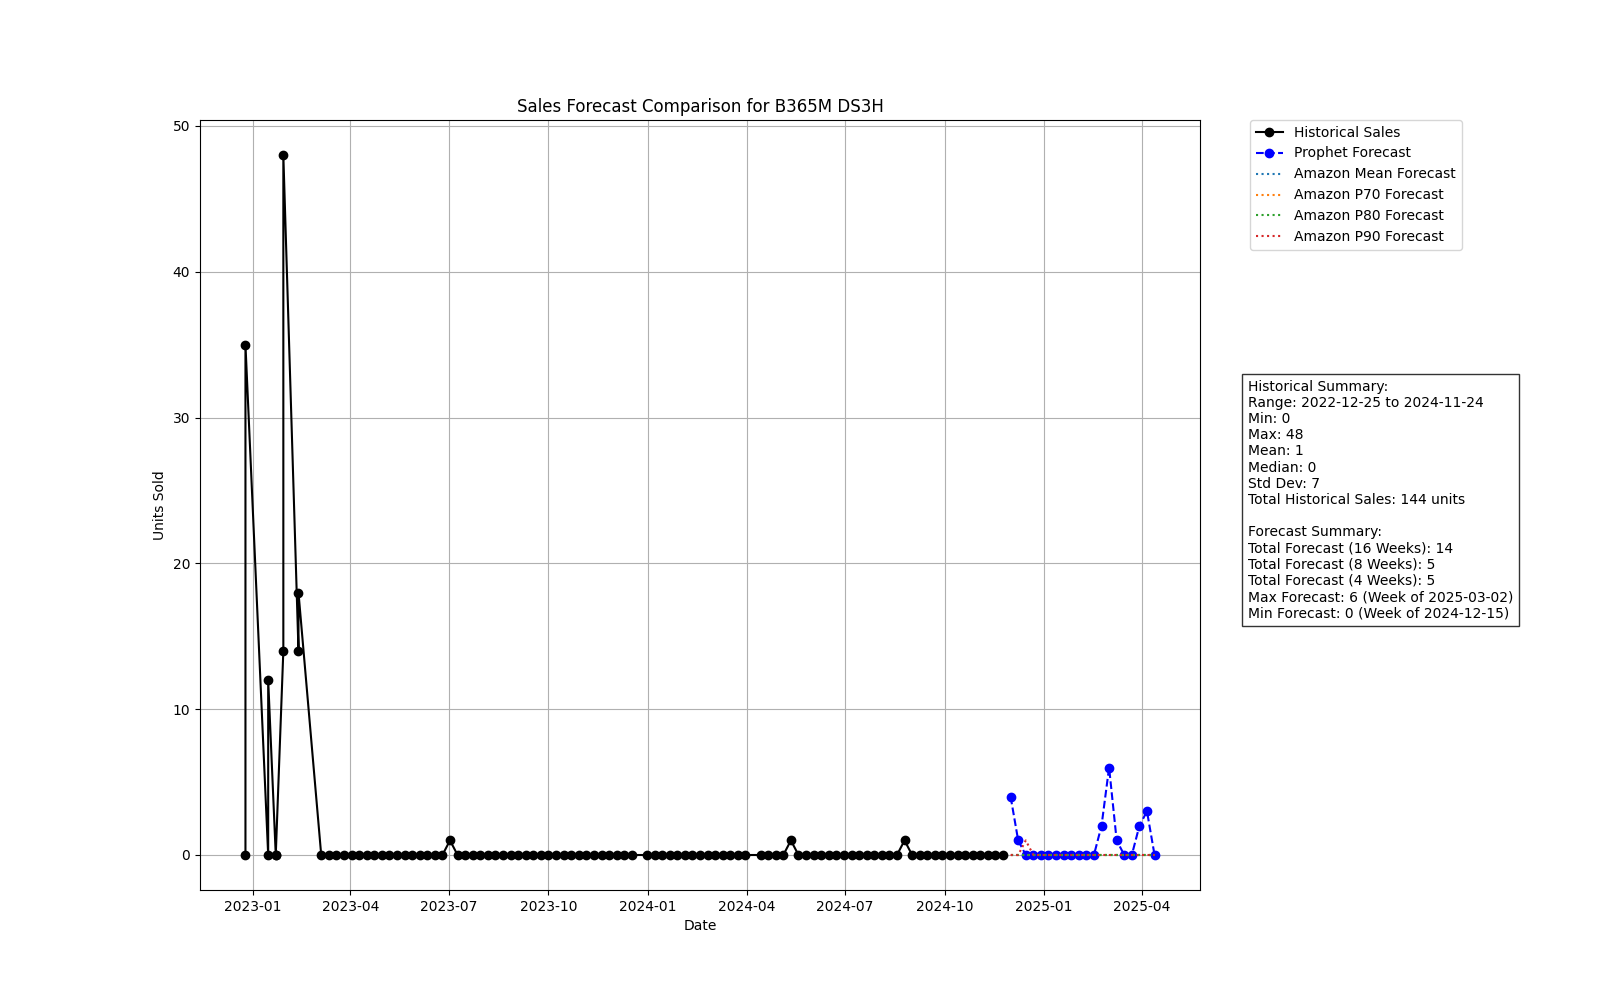 Sales Forecast Comparison for B365M DS3H
50
40
30
20
10
0
Units Sold
2023-01
2023-04
2023-07
2023-10
2024-01
2024-04
2024-07
2024-10
2025-01
2025-04
Date
Historical Sales
Prophet Forecast
Amazon Mean Forecast
Amazon P70 Forecast
Amazon P80 Forecast
Amazon P90 Forecast
Historical Summary:
Range: 2022-12-25 to 2024-11-24
Min: 0
Max: 48
Mean: 1
Median: 0
Std Dev: 7
Total Historical Sales: 144 units
Forecast Summary:
Total Forecast (16 Weeks): 14
Total Forecast (8 Weeks): 5
Total Forecast (4 Weeks): 5
Max Forecast: 6 (Week of 2025-03-02)
Min Forecast: 0 (Week of 2024-12-15)